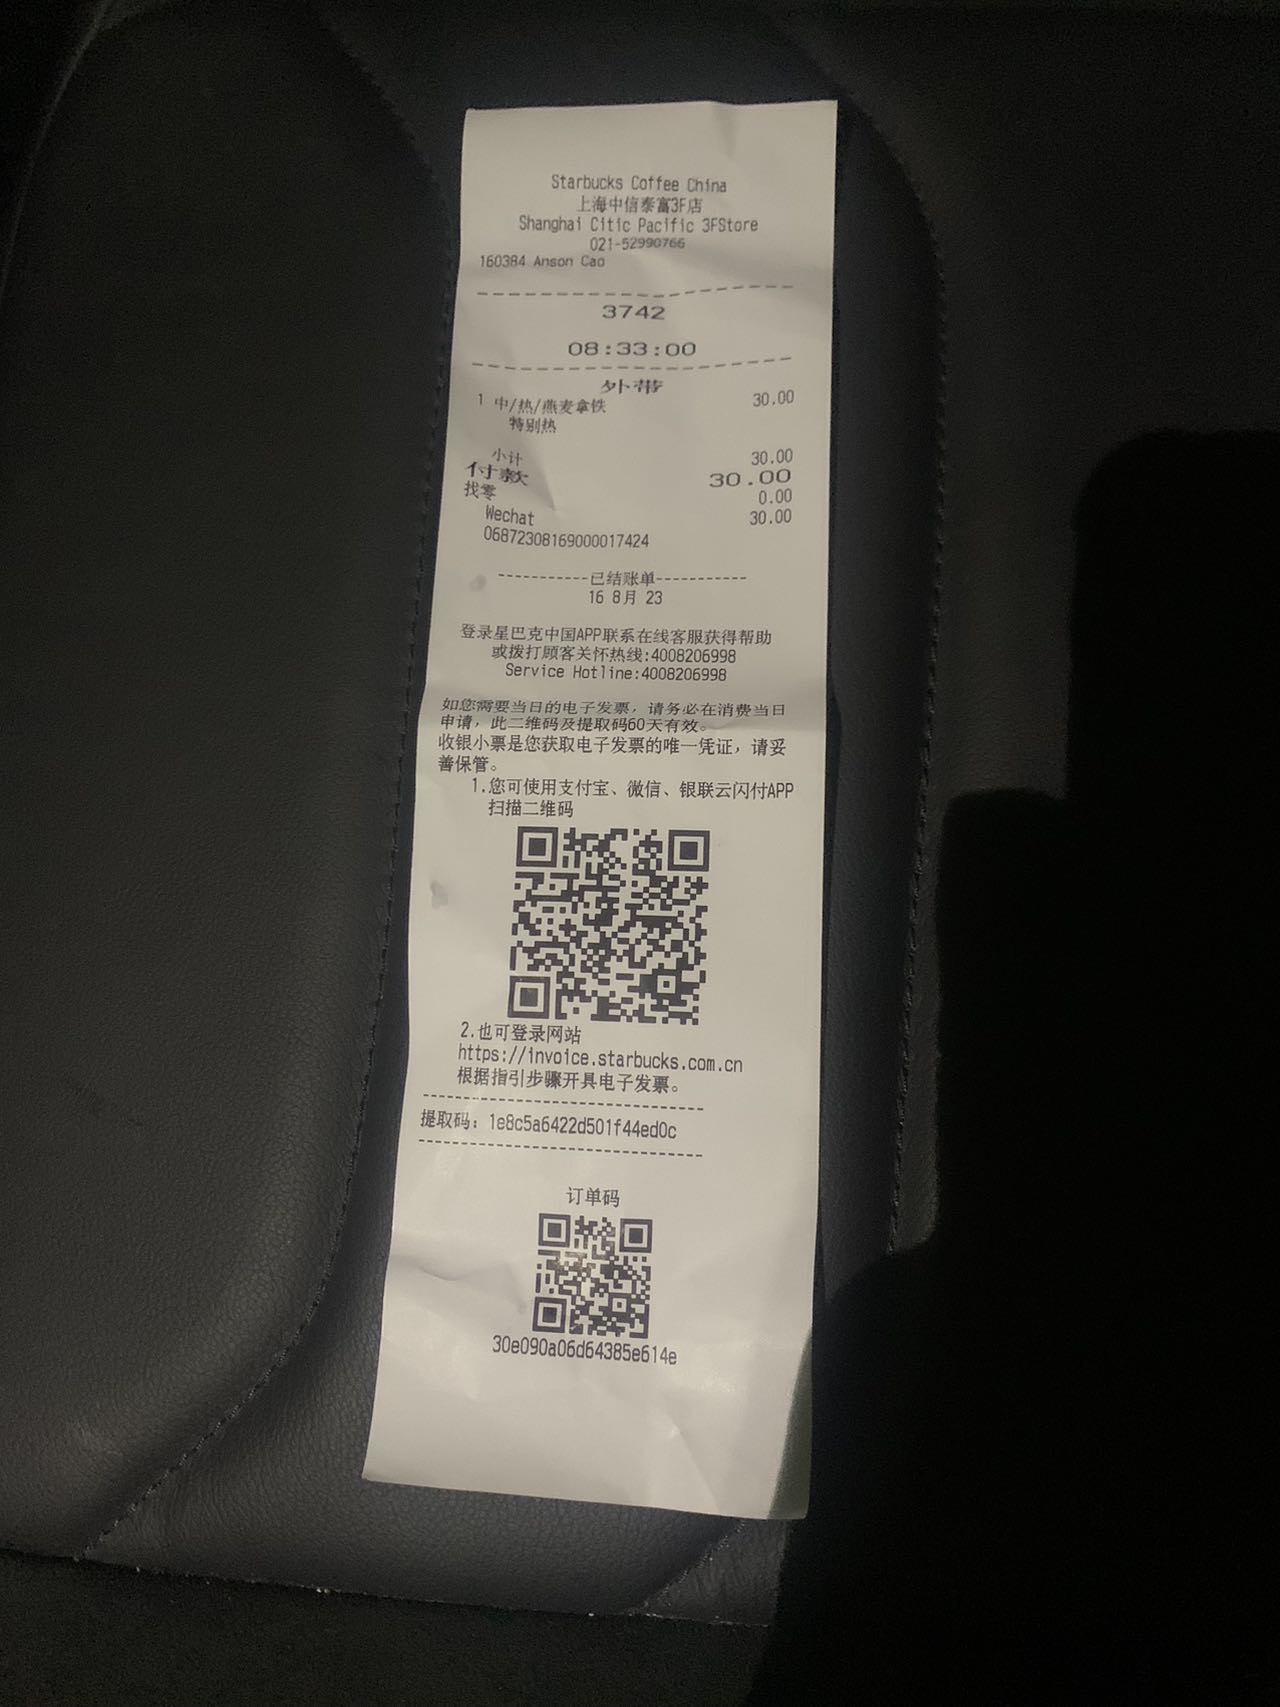 Starbucks Coffee China
上海中信泰富3F店
Shanghai Citic Pacific 3FStore
021-52990766
160384 Anson Cao
3742
08:33:00
外带
1 中/热/燕麦拿铁 30.00
特别热
小计 30.00
付款 30.00
找零 0.00
Wechat 30.00
06872308169000017424
-----------已结账单-----------
16 8月 23
登录星巴克中国APP联系在线客服获得帮助
或拨打顾客关怀热线:4008206998
Service Hotline:4008206998
如您需要当日的电子发票，请务必在消费当日
申请，此二维码及提取码60天有效。
收银小票是您获取电子发票的唯一凭证，请妥
善保管。
1.您可使用支付宝、微信、银联云闪付APP
扫描二维码
2.也可登录网站
https://invoice.starbucks.com.cn
根据指引步骤开具电子发票。
提取码：1e8c5a6422d501f44ed0c
订单码
30e090a06d64385e614e